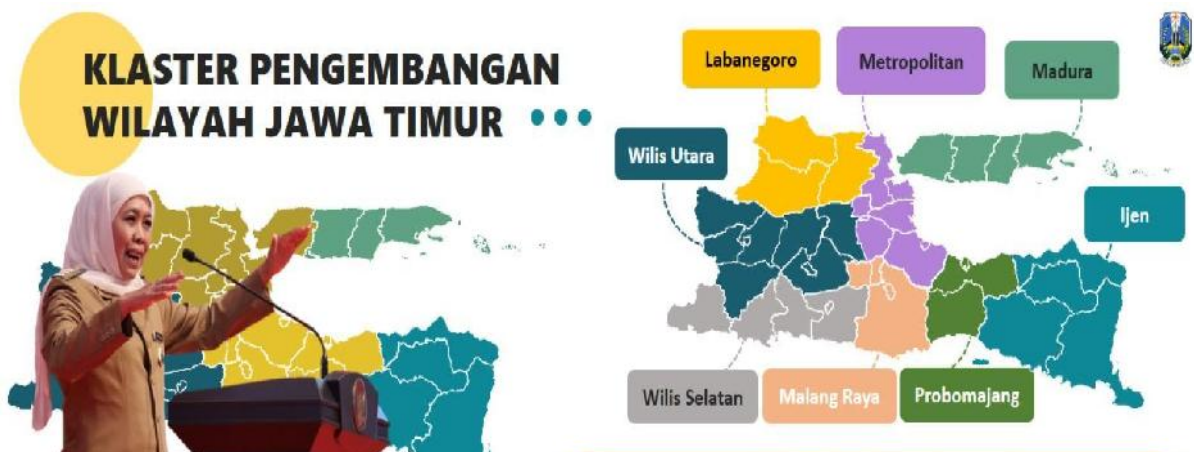 KLASTER PENGEMBANGAN
WILAYAH JAWA TIMUR
Labanegoro
Metropolitan
Madura
Wilis Utara
Ijen
Wilis Selatan
Malang Raya
Probomajang